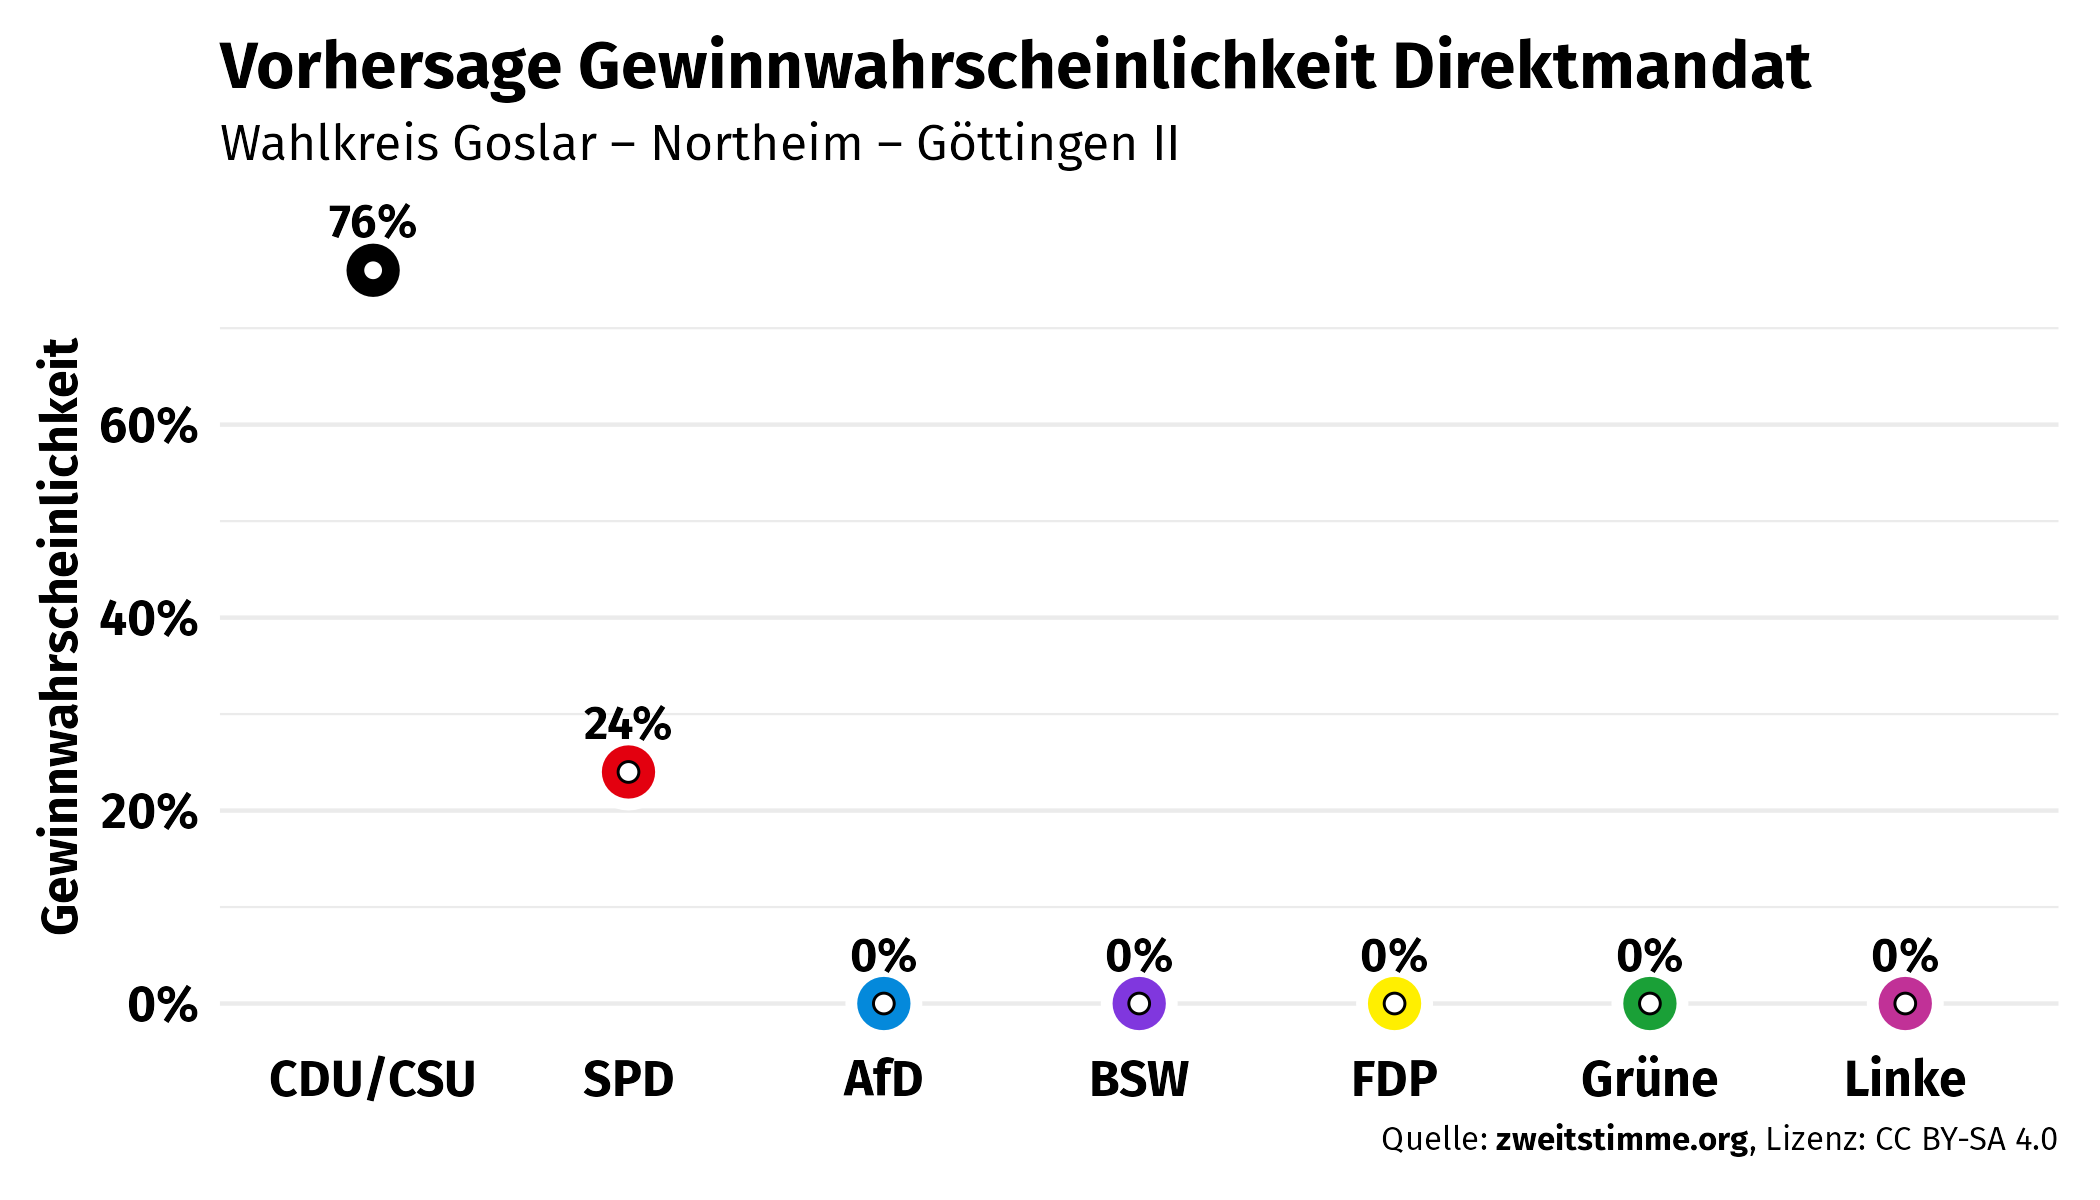 Vorhersage Gewinnwahrscheinlichkeit Direktmandat
Wahlkreis Goslar – Northeim – Göttingen II
76%
Gewinnwahrscheinlichkeit
60%
40%
24%
20%
0% 0% 0% 0% 0%
0%
CDU/CSU SPD AfD BSW FDP Grüne Linke
Quelle: zweitstimme.org, Lizenz: CC BY-SA 4.0